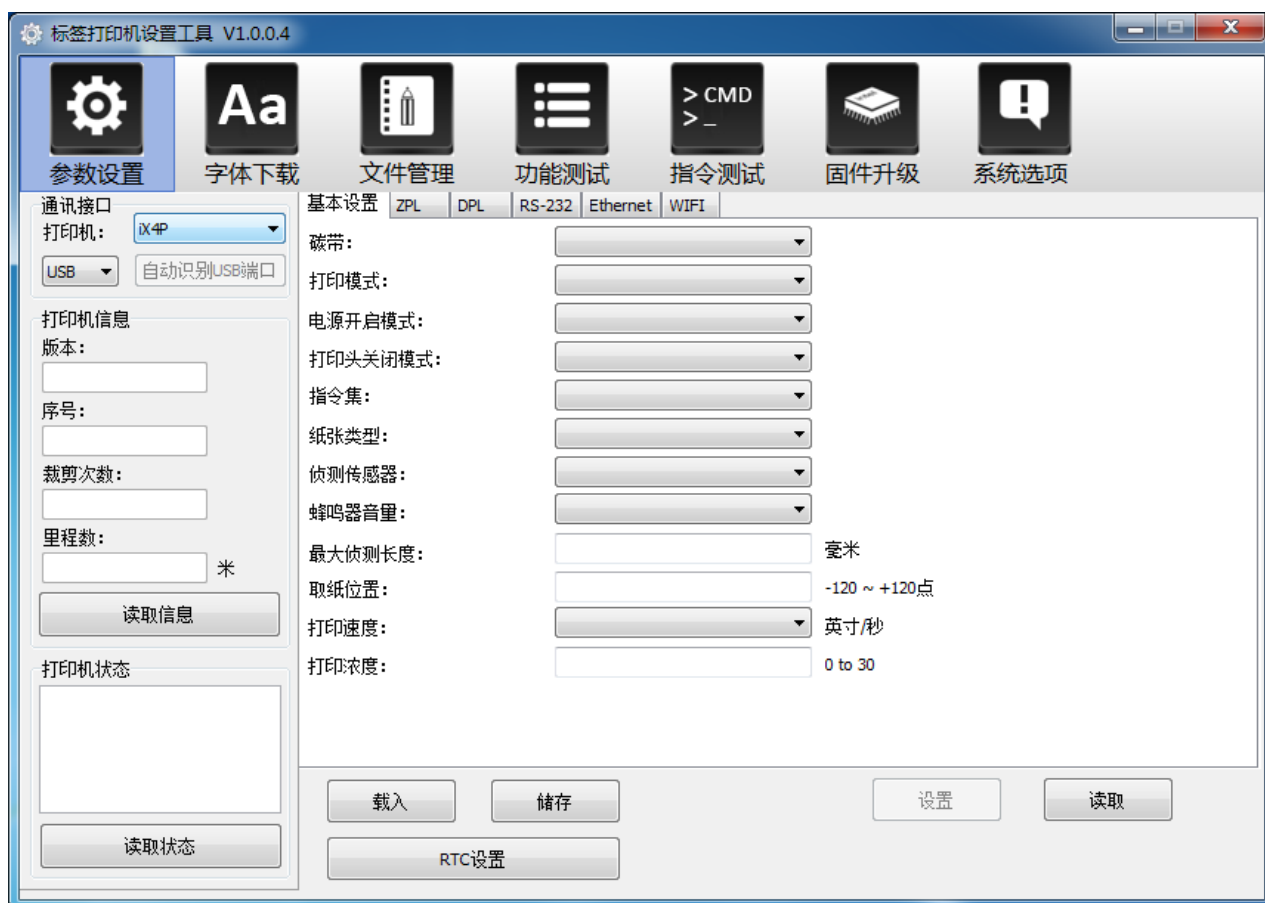 标签打印机设置工具 V1.0.0.4
Aa
> CMD
> _
参数设置 字体下载 文件管理 功能测试 指令测试 固件升级 系统选项
通讯接口
打印机： iX4P
USB 自动识别USB端口
打印机信息
版本：
序号：
裁剪次数：
里程数：
米
读取信息
打印机状态
读取状态
基本设置 ZPL DPL RS-232 Ethernet WIFI
碳带：
打印模式：
电源开启模式：
打印头关闭模式：
指令集：
纸张类型：
侦测传感器：
蜂鸣器音量：
最大侦测长度： 毫米
取纸位置： -120 ~ +120点
打印速度： 英寸/秒
打印浓度： 0 to 30
载入 储存 设置 读取
RTC设置